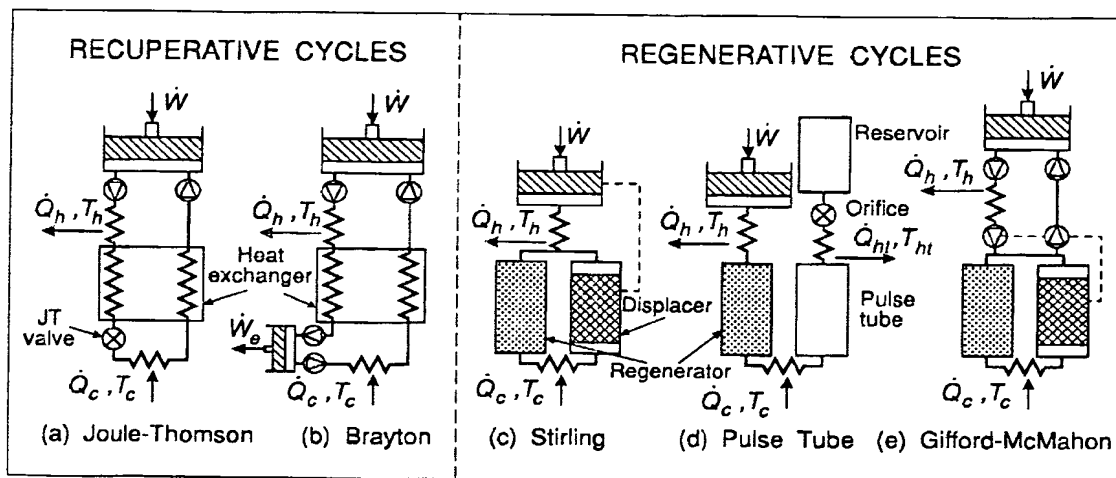 RECUPERATIVE CYCLES
Ẇ
Ẇ
Q̇h , Th
Q̇h , Th
Heat
exchanger
JT
valve
Ẇe
Q̇c , Tc
Q̇c , Tc
(a) Joule-Thomson
(b) Brayton
REGENERATIVE CYCLES
Ẇ
Ẇ
Ẇ
Reservoir
Orifice
Q̇h , Th
Q̇h , Th
Q̇ht, Tht
Q̇h , Th
Displacer
Pulse
tube
Regenerator
Q̇c , Tc
Q̇c , Tc
Q̇c , Tc
(c) Stirling
(d) Pulse Tube
(e) Gifford-McMahon